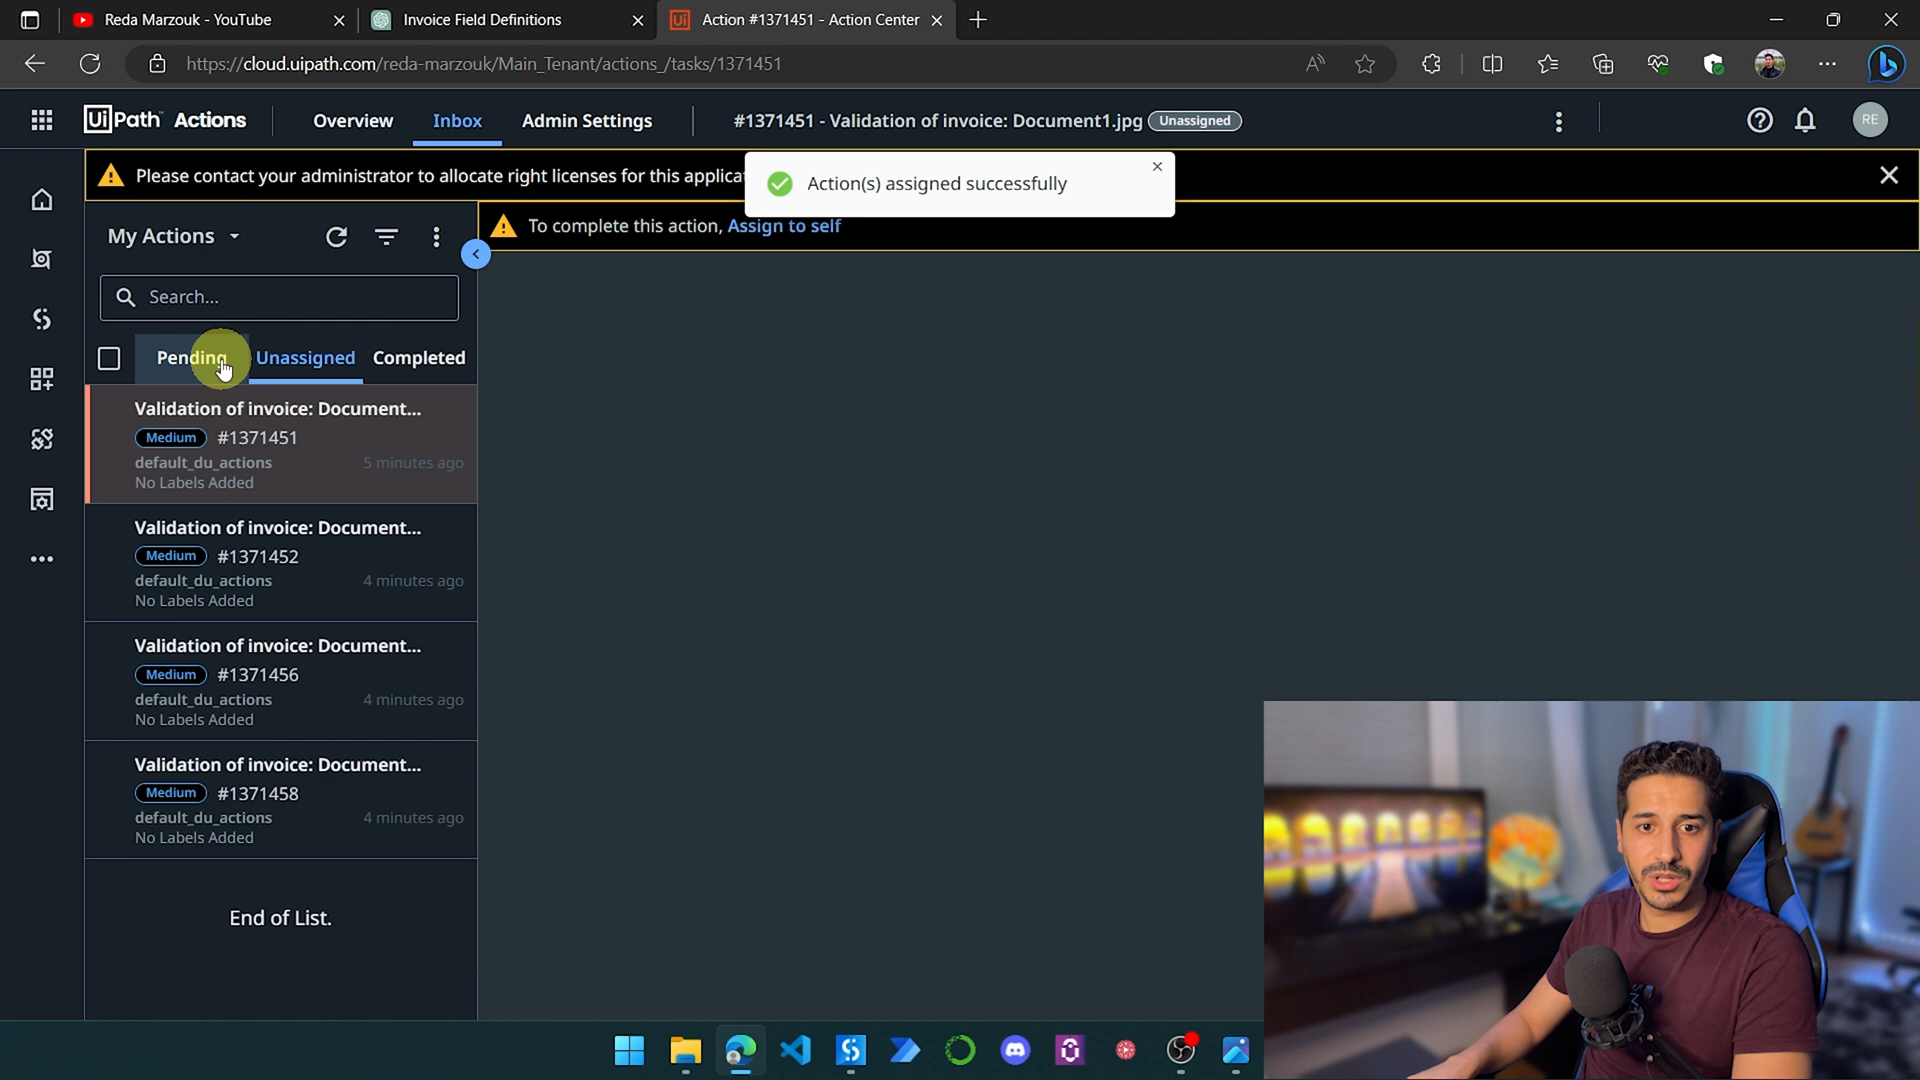 Reda Marzouk - YouTube
Invoice Field Definitions
Action #1371451 - Action Center
https://cloud.uipath.com/reda-marzouk/Main_Tenant/actions_/tasks/1371451
UiPath Actions
Overview
Inbox
Admin Settings
#1371451 - Validation of invoice: Document1.jpg
Unassigned
RE
Please contact your administrator to allocate right licenses for this applicat
Action(s) assigned successfully
To complete this action, Assign to self
My Actions
Search...
Pending
Unassigned
Completed
Validation of invoice: Document...
Medium #1371451
default_du_actions 5 minutes ago
No Labels Added
Validation of invoice: Document...
Medium #1371452
default_du_actions 4 minutes ago
No Labels Added
Validation of invoice: Document...
Medium #1371456
default_du_actions 4 minutes ago
No Labels Added
Validation of invoice: Document...
Medium #1371458
default_du_actions 4 minutes ago
No Labels Added
End of List.